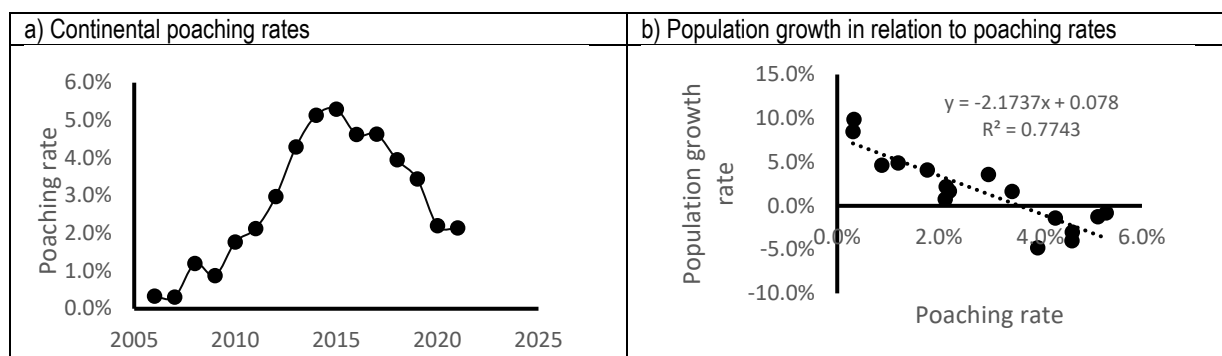 a) Continental poaching rates
6.0%
5.0%
4.0%
3.0%
2.0%
1.0%
0.0%
Poaching rate
2005 2010 2015 2020 2025
b) Population growth in relation to poaching rates
15.0%
10.0%
5.0%
0.0%
-5.0%
-10.0%
Population growth
rate
y = -2.1737x + 0.078
R² = 0.7743
0.0% 2.0% 4.0% 6.0%
Poaching rate